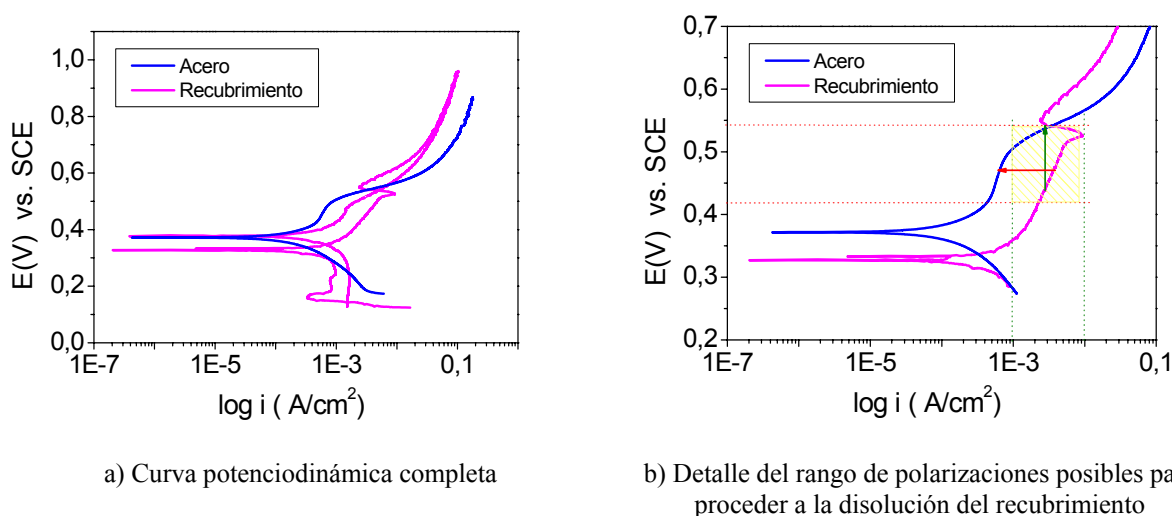 1,0
0,8
0,6
0,4
0,2
0,0
E(V) vs. SCE
Acero
Recubrimiento
1E-7
1E-5
1E-3
0,1
log i ( A/cm²)
a) Curva potenciodinámica completa
0,7
0,6
0,5
0,4
0,3
0,2
E(V) vs. SCE
Acero
Recubrimiento
1E-7
1E-5
1E-3
0,1
log i ( A/cm²)
b) Detalle del rango de polarizaciones posibles pa
proceder a la disolución del recubrimiento